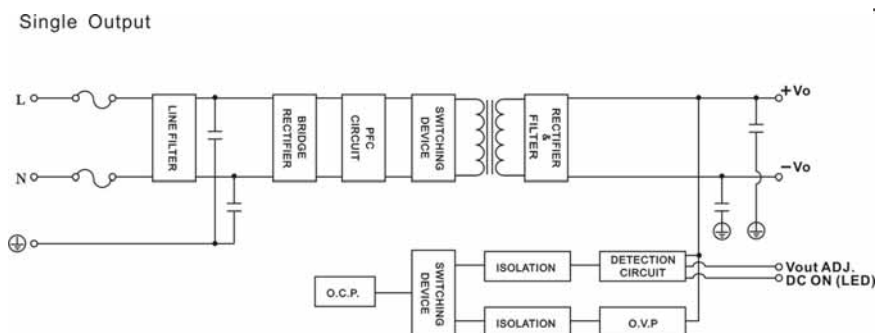 Single Output
L
LINE FILTER
BRIDGE
RECTIFIER
PFC
CIRCUIT
SWITCHING
DEVICE
RECTIFIER
&
FILTER
+Vo
N
−Vo
SWITCHING
DEVICE
ISOLATION
DETECTION
CIRCUIT
Vout ADJ.
DC ON (LED)
O.C.P.
ISOLATION
O.V.P